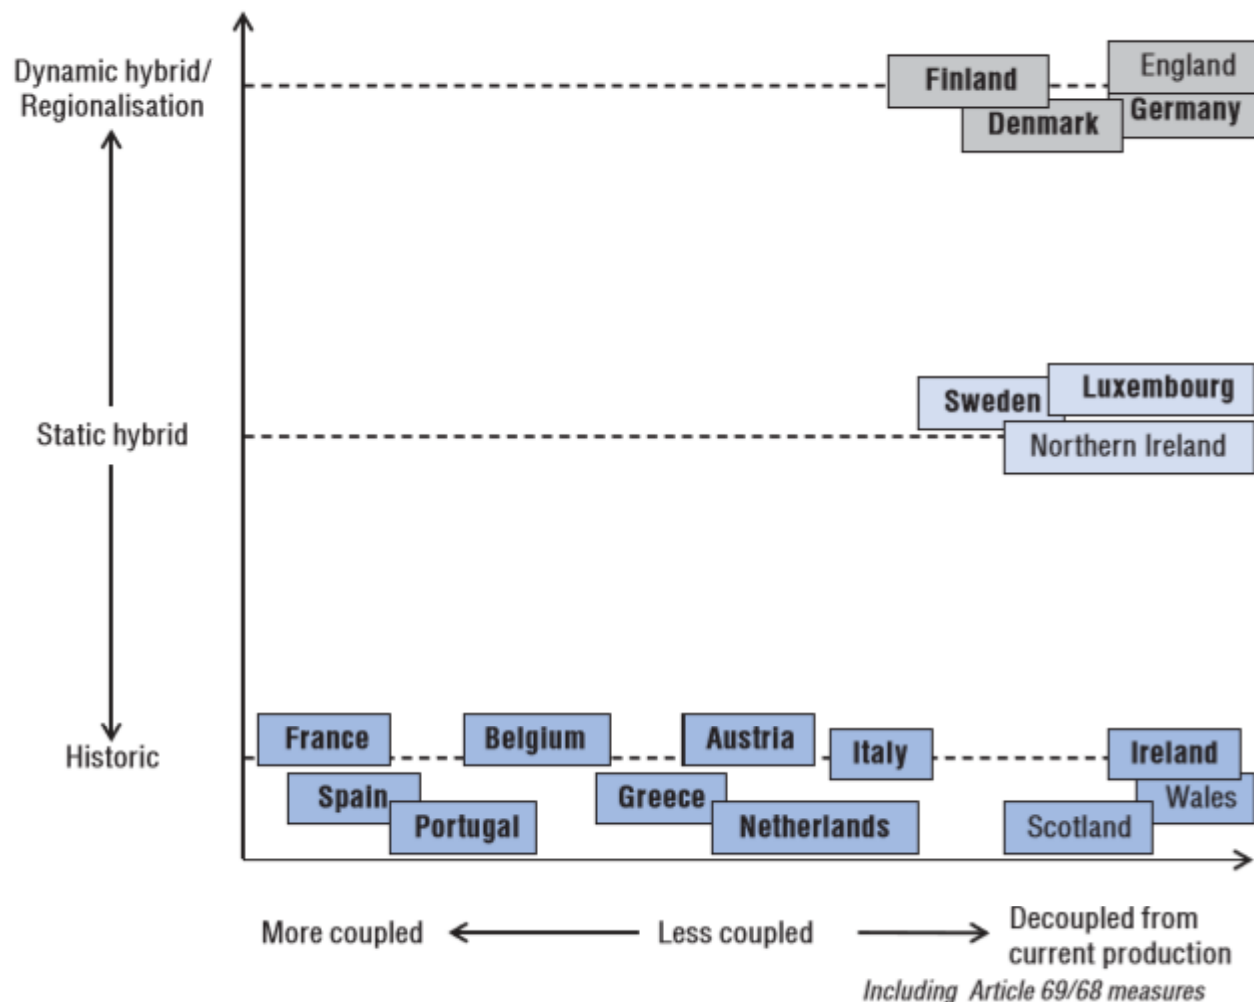 Dynamic hybrid/
Regionalisation
Finland
England
Denmark
Germany
Static hybrid
Sweden
Luxembourg
Northern Ireland
Historic
France
Belgium
Austria
Italy
Ireland
Spain
Greece
Wales
Portugal
Netherlands
Scotland
More coupled
Less coupled
Decoupled from
current production
Including Article 69/68 measures